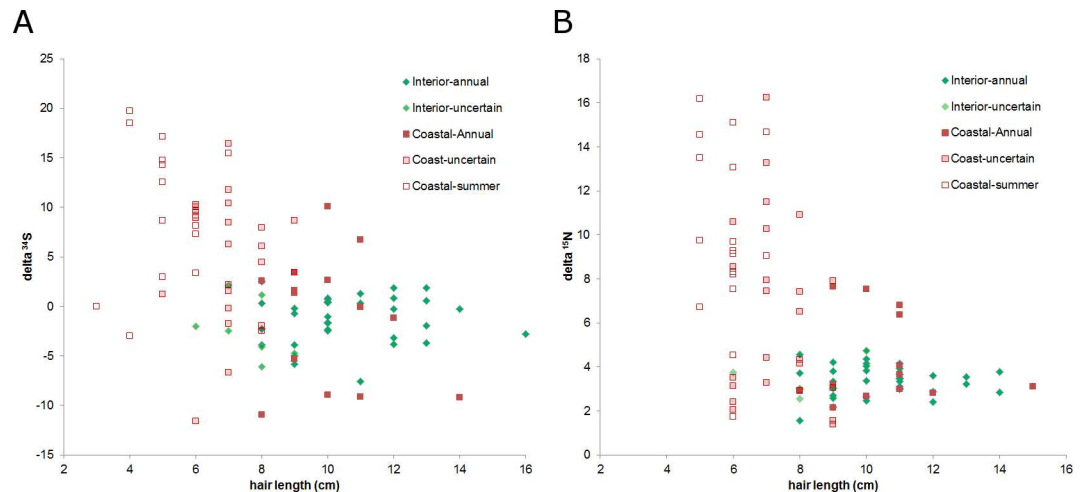 A
B
25
20
15
10
5
0
-5
-10
-15
delta ³⁴S
2
4
6
8
10
12
14
16
hair length (cm)
Interior-annual
Interior-uncertain
Coastal-Annual
Coast-uncertain
Coastal-summer
18
16
14
12
10
8
6
4
2
0
delta ¹⁵N
2
4
6
8
10
12
14
16
hair length (cm)
Interior-annual
Interior-uncertain
Coastal-Annual
Coast-uncertain
Coastal-summer